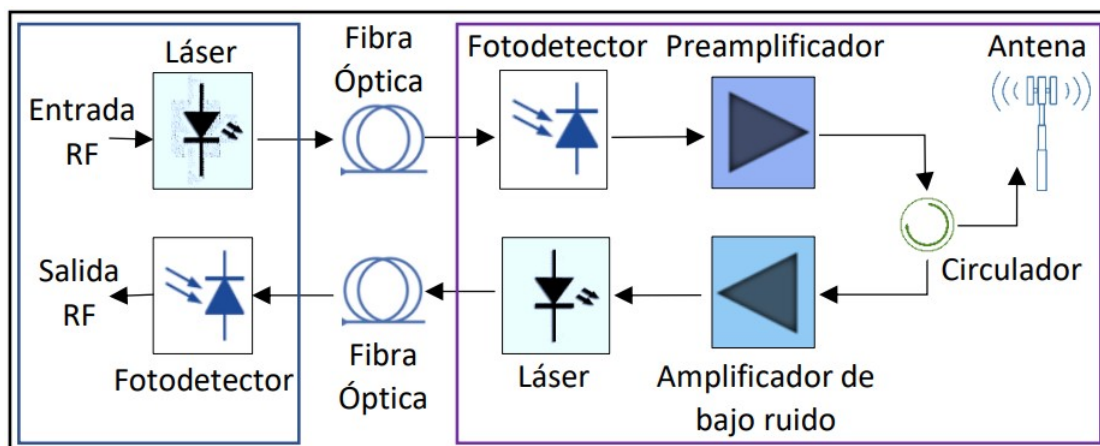 Láser
Entrada
RF
Fibra
Óptica
Fotodetector
Preamplificador
Antena
Salida
RF
Fotodetector
Fibra
Óptica
Láser
Amplificador de
bajo ruido
Circulador